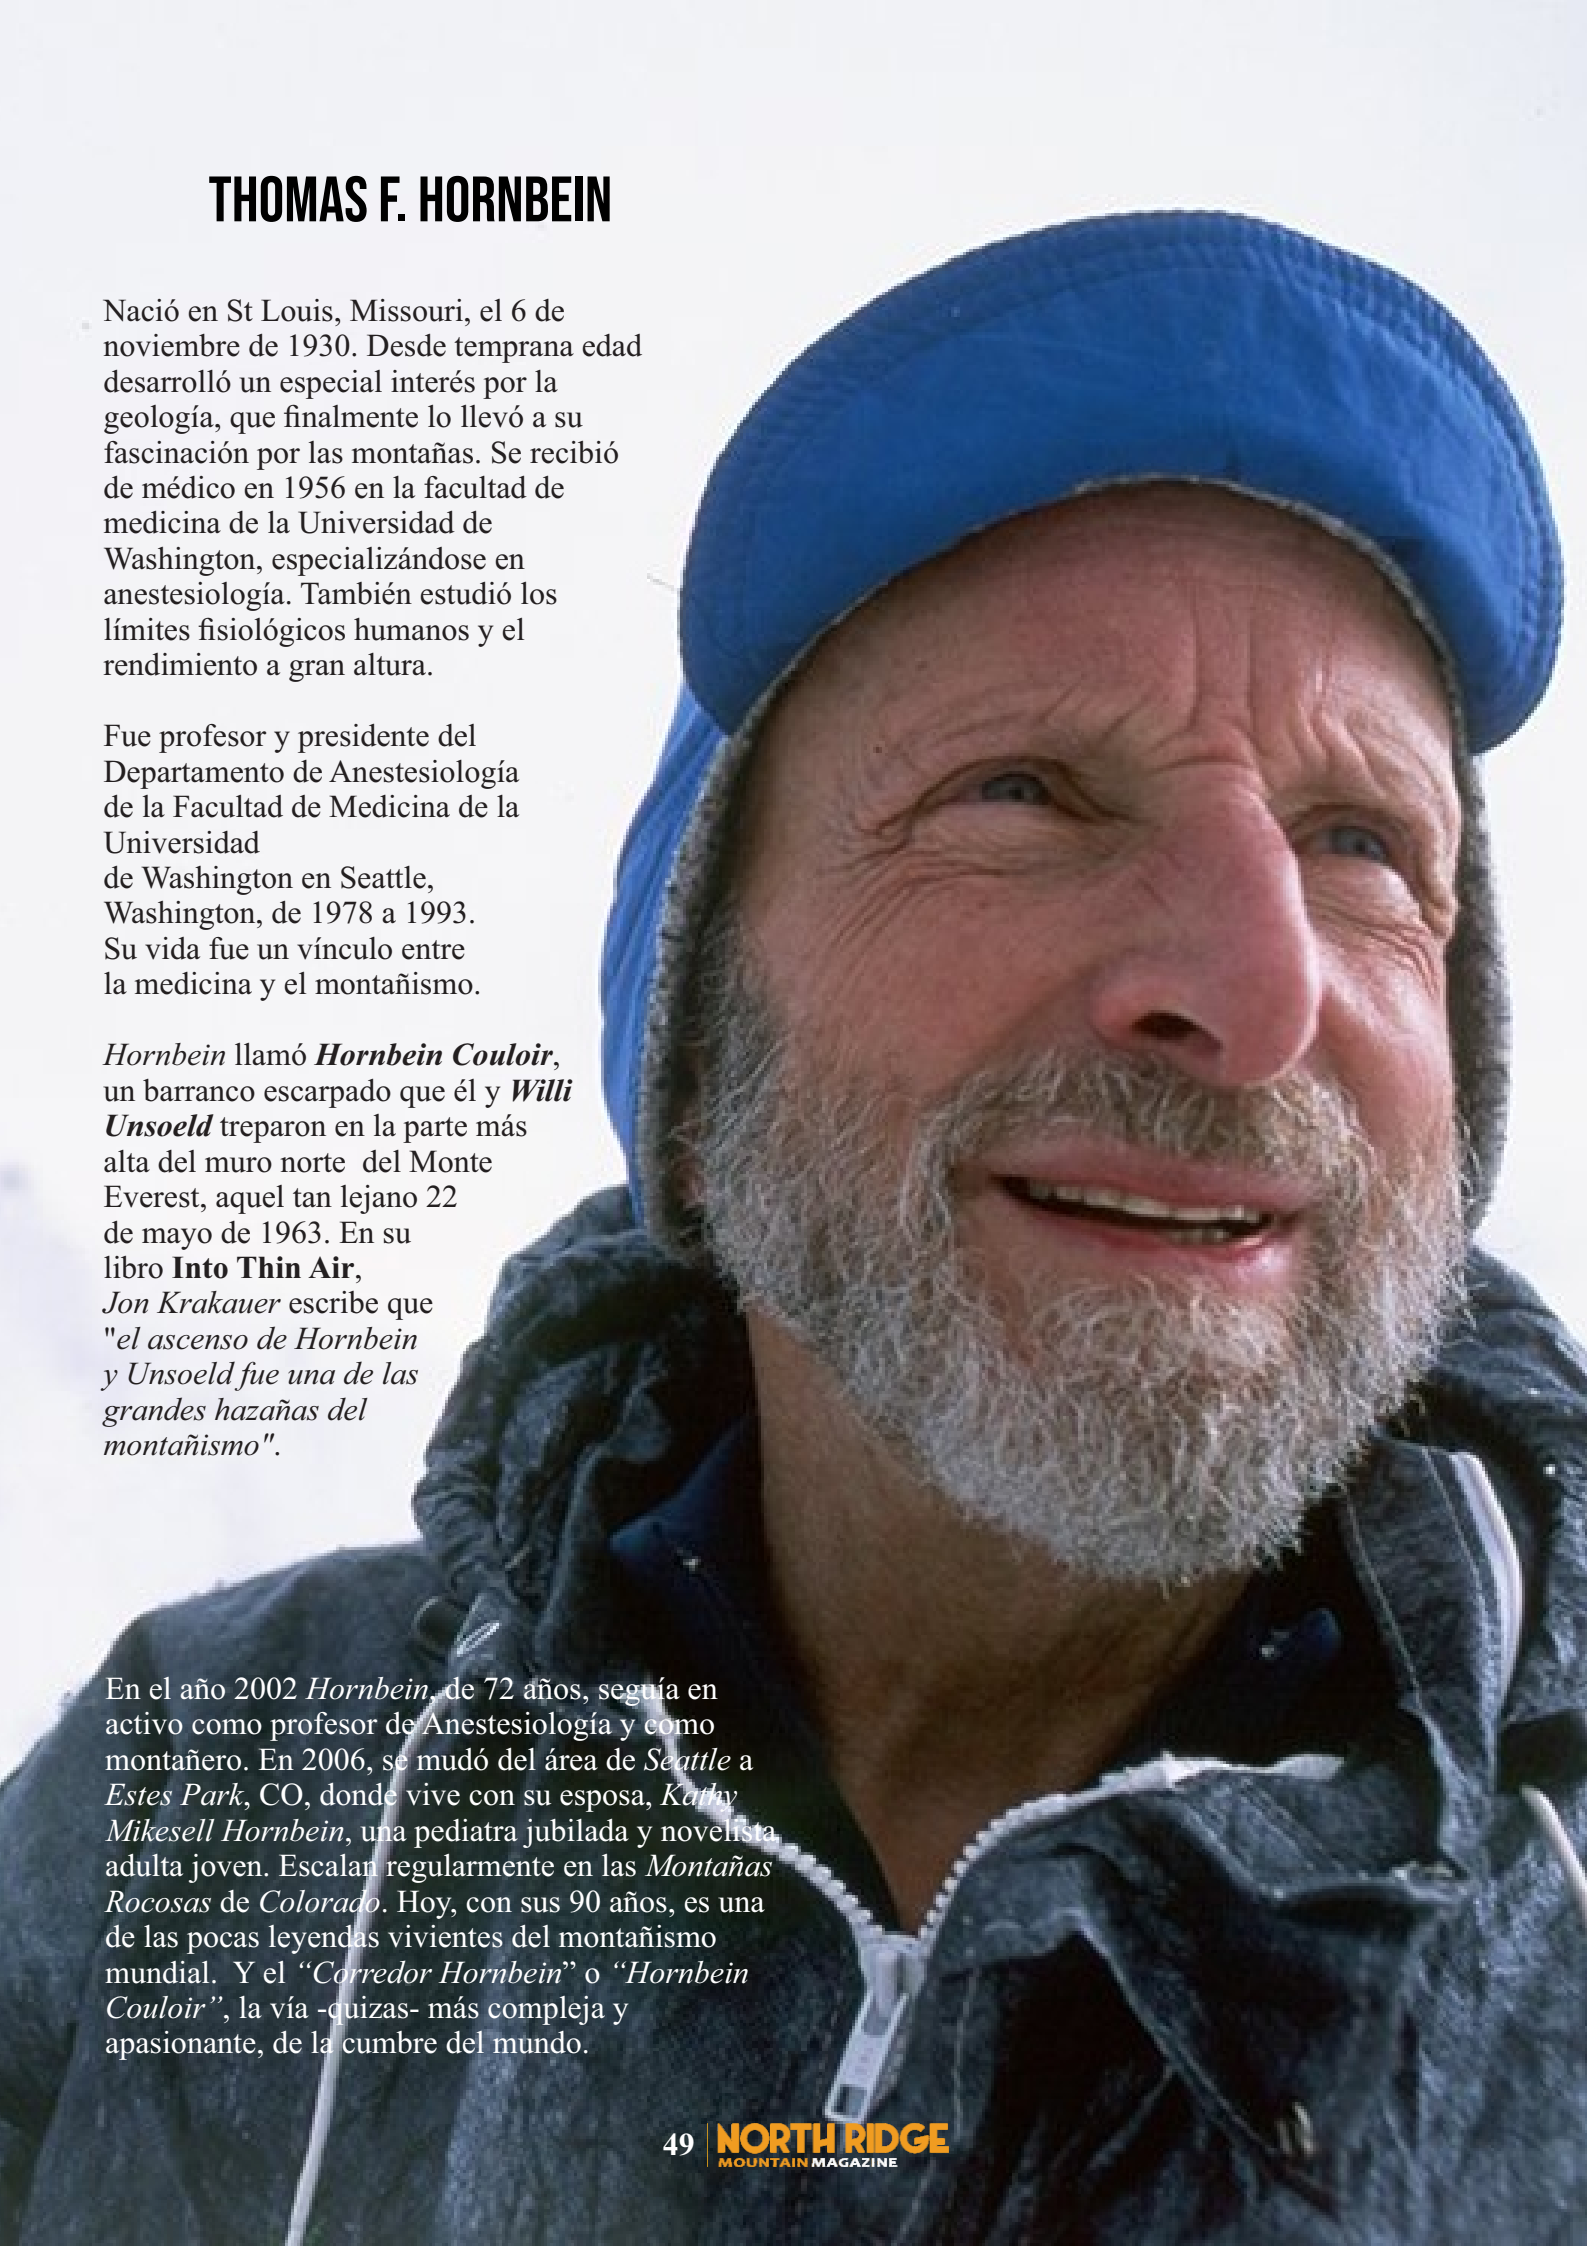 THOMAS F. HORNBEIN
Nació en St Louis, Missouri, el 6 de
noviembre de 1930. Desde temprana edad
desarrolló un especial interés por la
geología, que finalmente lo llevó a su
fascinación por las montañas. Se recibió
de médico en 1956 en la facultad de
medicina de la Universidad de
Washington, especializándose en
anestesiología. También estudió los
límites fisiológicos humanos y el
rendimiento a gran altura.
Fue profesor y presidente del
Departamento de Anestesiología
de la Facultad de Medicina de la
Universidad
de Washington en Seattle,
Washington, de 1978 a 1993.
Su vida fue un vínculo entre
la medicina y el montañismo.
Hornbein llamó Hornbein Couloir,
un barranco escarpado que él y Willi
Unsoeld treparon en la parte más
alta del muro norte  del Monte
Everest, aquel tan lejano 22
de mayo de 1963. En su
libro Into Thin Air,
Jon Krakauer escribe que
"el ascenso de Hornbein
y Unsoeld fue una de las
grandes hazañas del
montañismo".
En el año 2002 Hornbein, de 72 años, seguía en
activo como profesor de Anestesiología y como
montañero. En 2006, se mudó del área de Seattle a
Estes Park, CO, donde vive con su esposa, Kathy
Mikesell Hornbein, una pediatra jubilada y novelista
adulta joven. Escalan regularmente en las Montañas
Rocosas de Colorado. Hoy, con sus 90 años, es una
de las pocas leyendas vivientes del montañismo
mundial.  Y el “Corredor Hornbein” o “Hornbein
Couloir”, la vía -quizas- más compleja y
apasionante, de la cumbre del mundo.
49 NORTH RIDGE
MOUNTAIN MAGAZINE